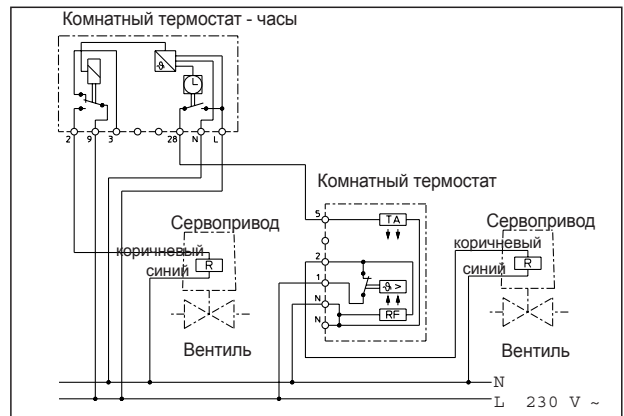 Комнатный термостат - часы
ϑ
2 9 3 28 N L
Комнатный термостат
5
TA
2
1
ϑ >
N
RF
N
Сервопривод
коричневый
R
синий
Вентиль
Сервопривод
коричневый
R
синий
Вентиль
N
L 230 V ~